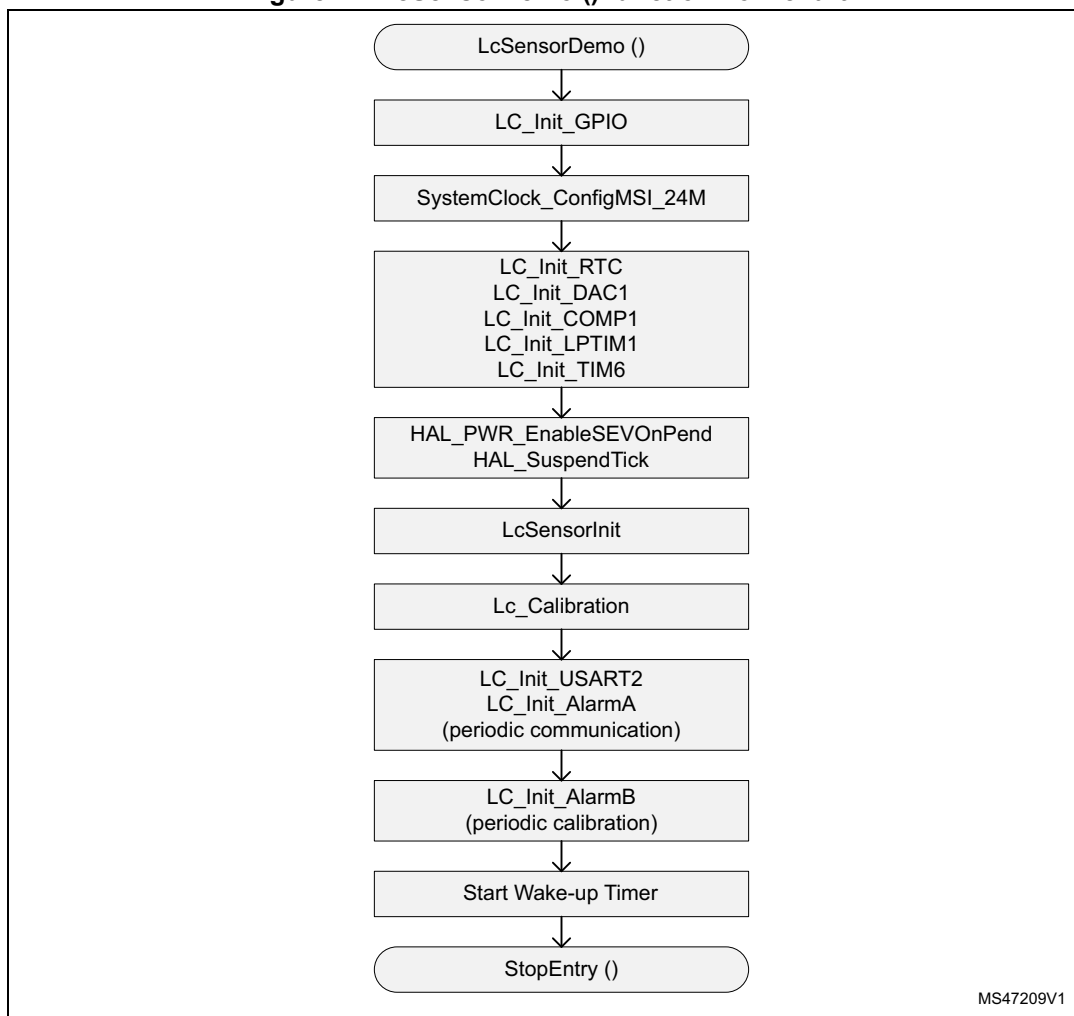 LcSensorDemo ()
LC_Init_GPIO
SystemClock_ConfigMSI_24M
LC_Init_RTC
LC_Init_DAC1
LC_Init_COMP1
LC_Init_LPTIM1
LC_Init_TIM6
HAL_PWR_EnableSEVOnPend
HAL_SuspendTick
LcSensorInit
Lc_Calibration
LC_Init_USART2
LC_Init_AlarmA
(periodic communication)
LC_Init_AlarmB
(periodic calibration)
Start Wake-up Timer
StopEntry ()
MS47209V1